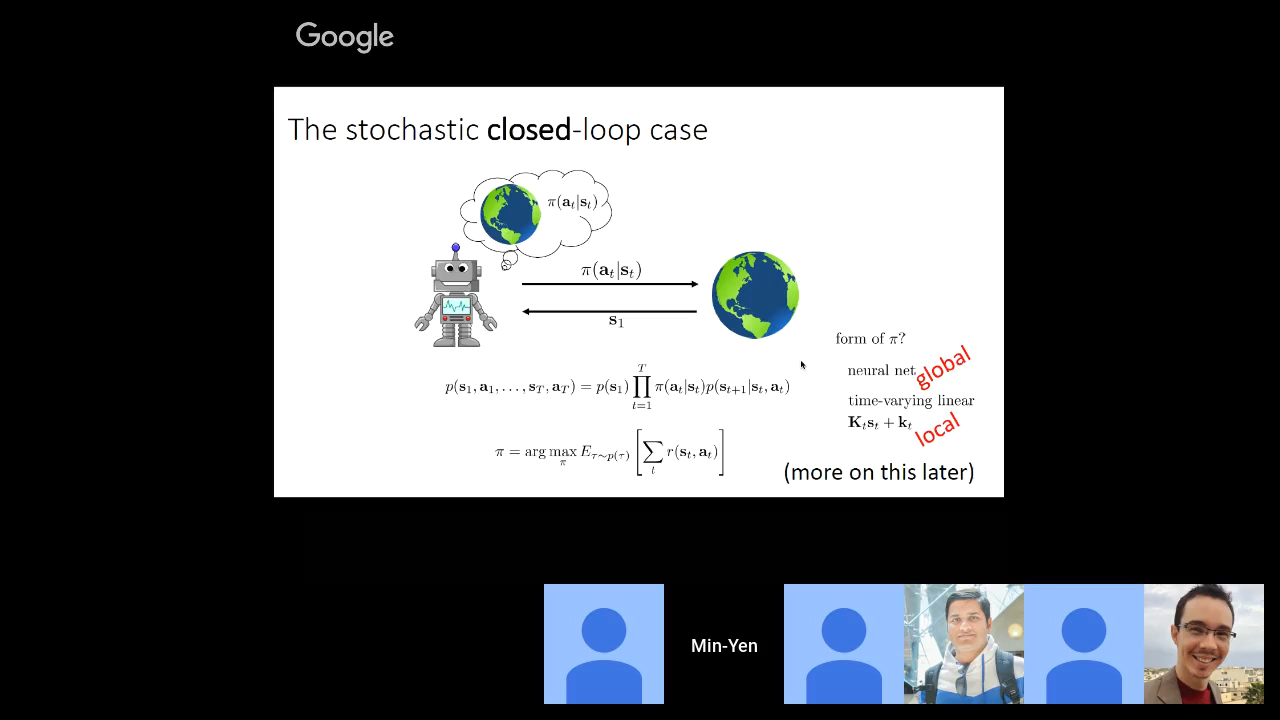 Google
The stochastic closed-loop case
π(a_t|s_t)
π(a_t|s_t)
s_1
form of π?
neural net
global
p(s_1, a_1, . . . , s_T, a_T) = p(s_1) ∏_{t=1}^{T} π(a_t|s_t)p(s_{t+1}|s_t, a_t)
time-varying linear
K_t s_t + k_t
local
π = arg max_π E_{τ∼p(τ)} [∑_t r(s_t, a_t)]
(more on this later)
Min-Yen